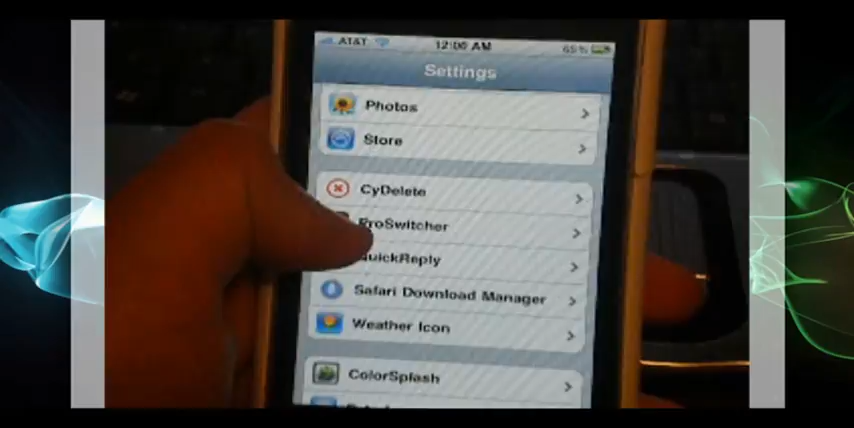 AT&T 12:00 AM 65%
Settings
Photos
Store
CyDelete
ProSwitcher
QuickReply
Safari Download Manager
Weather Icon
ColorSplash